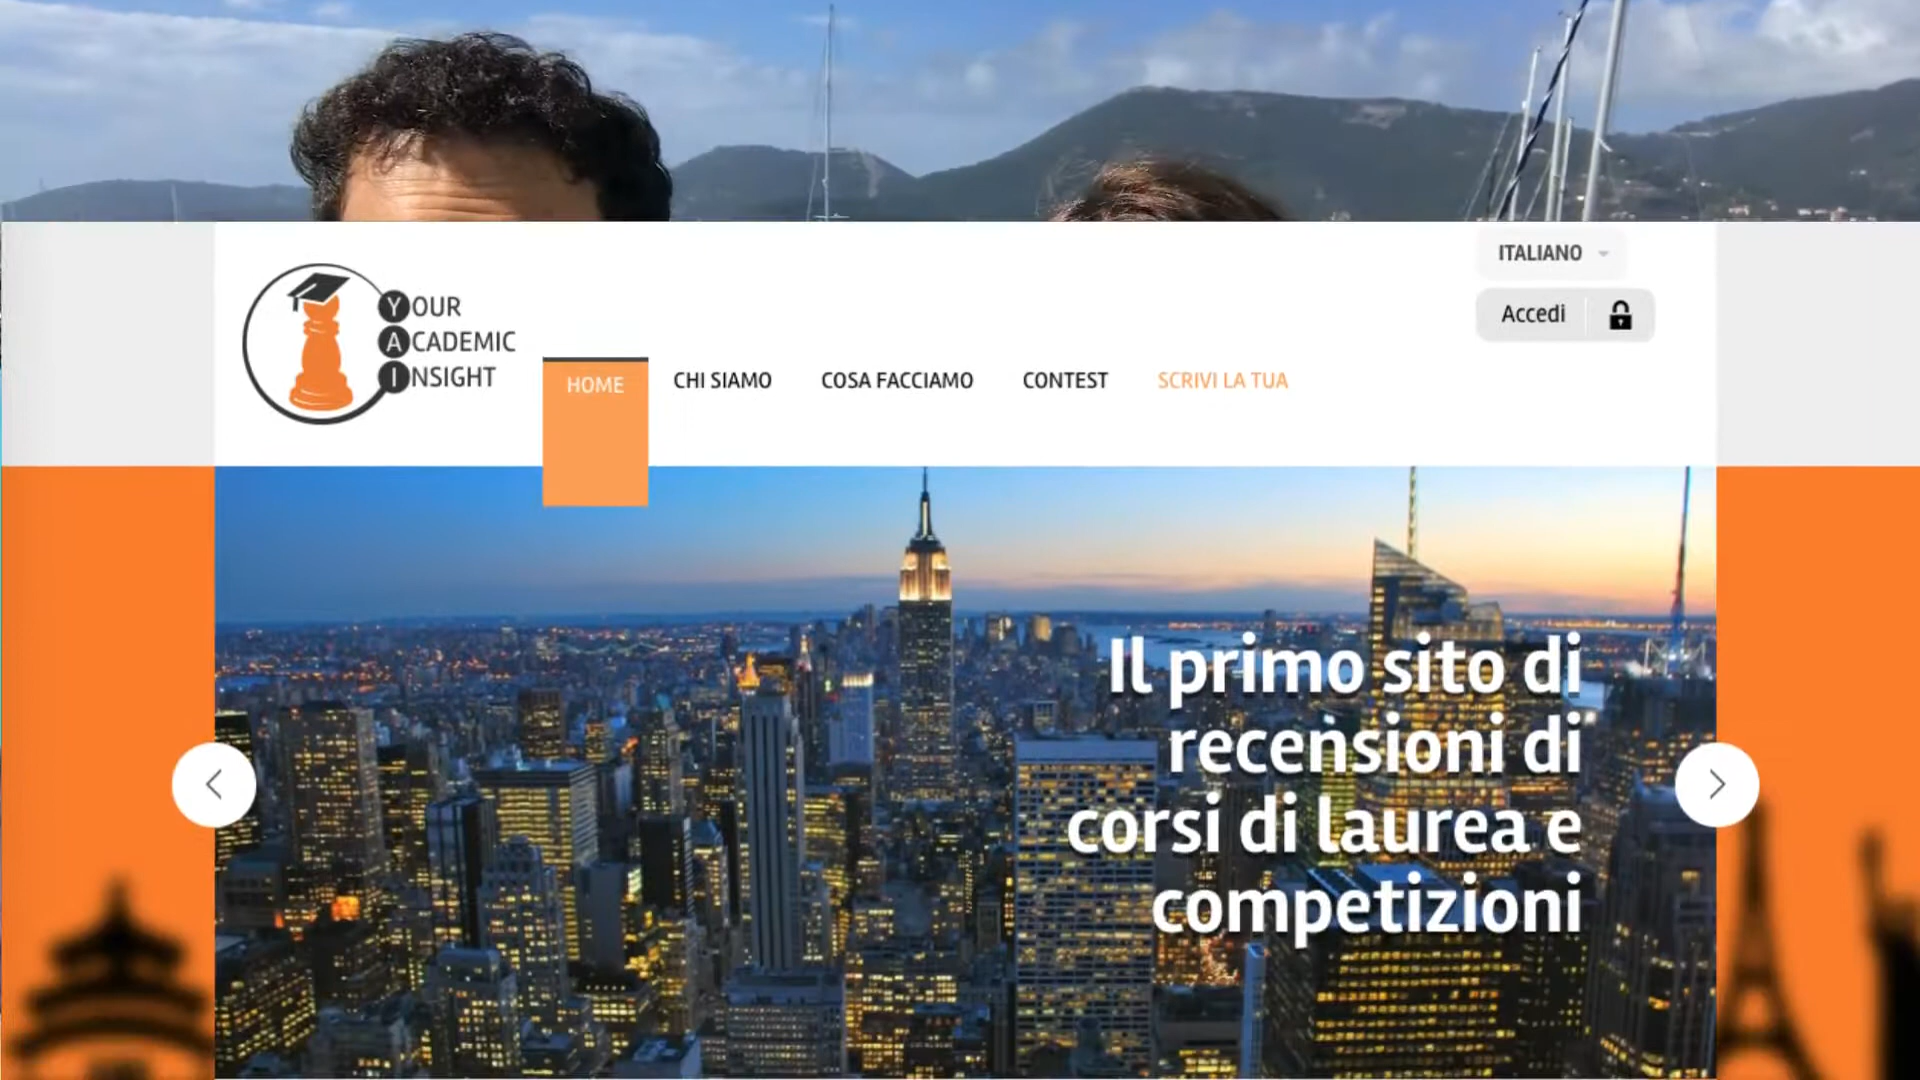 YOUR
ACADEMIC
INSIGHT
ITALIANO
Accedi
HOME
CHI SIAMO
COSA FACCIAMO
CONTEST
SCRIVI LA TUA
Il primo sito di
recensioni di
corsi di laurea e
competizioni